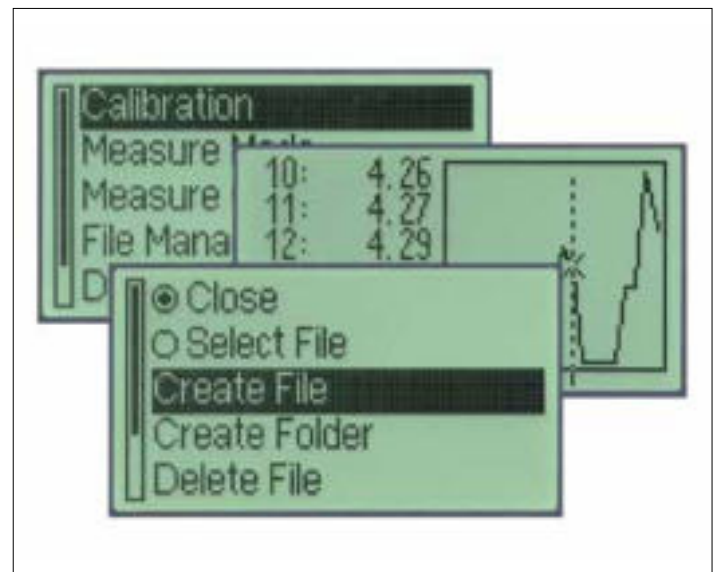 Calibration
Measure
Measure
File Mana
10: 4.26
11: 4.27
12: 4.29
Close
Select File
Create File
Create Folder
Delete File